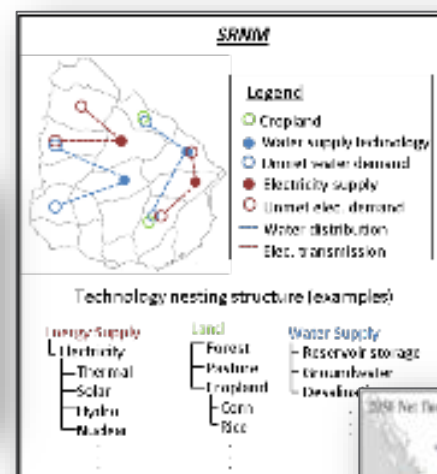 SRNM
Legend
Cropland
Water supply technology
Unmet water demand
Electricity supply
Unmet elec. demand
Water distribution
Elec. transmission
Technology nesting structure (examples)
Energy Supply
Electricity
Thermal
Solar
Hydro
Nuclear
Land
Forest
Pasture
Cropland
Corn
Rice
Water Supply
Reservoir storage
Groundwater
Net